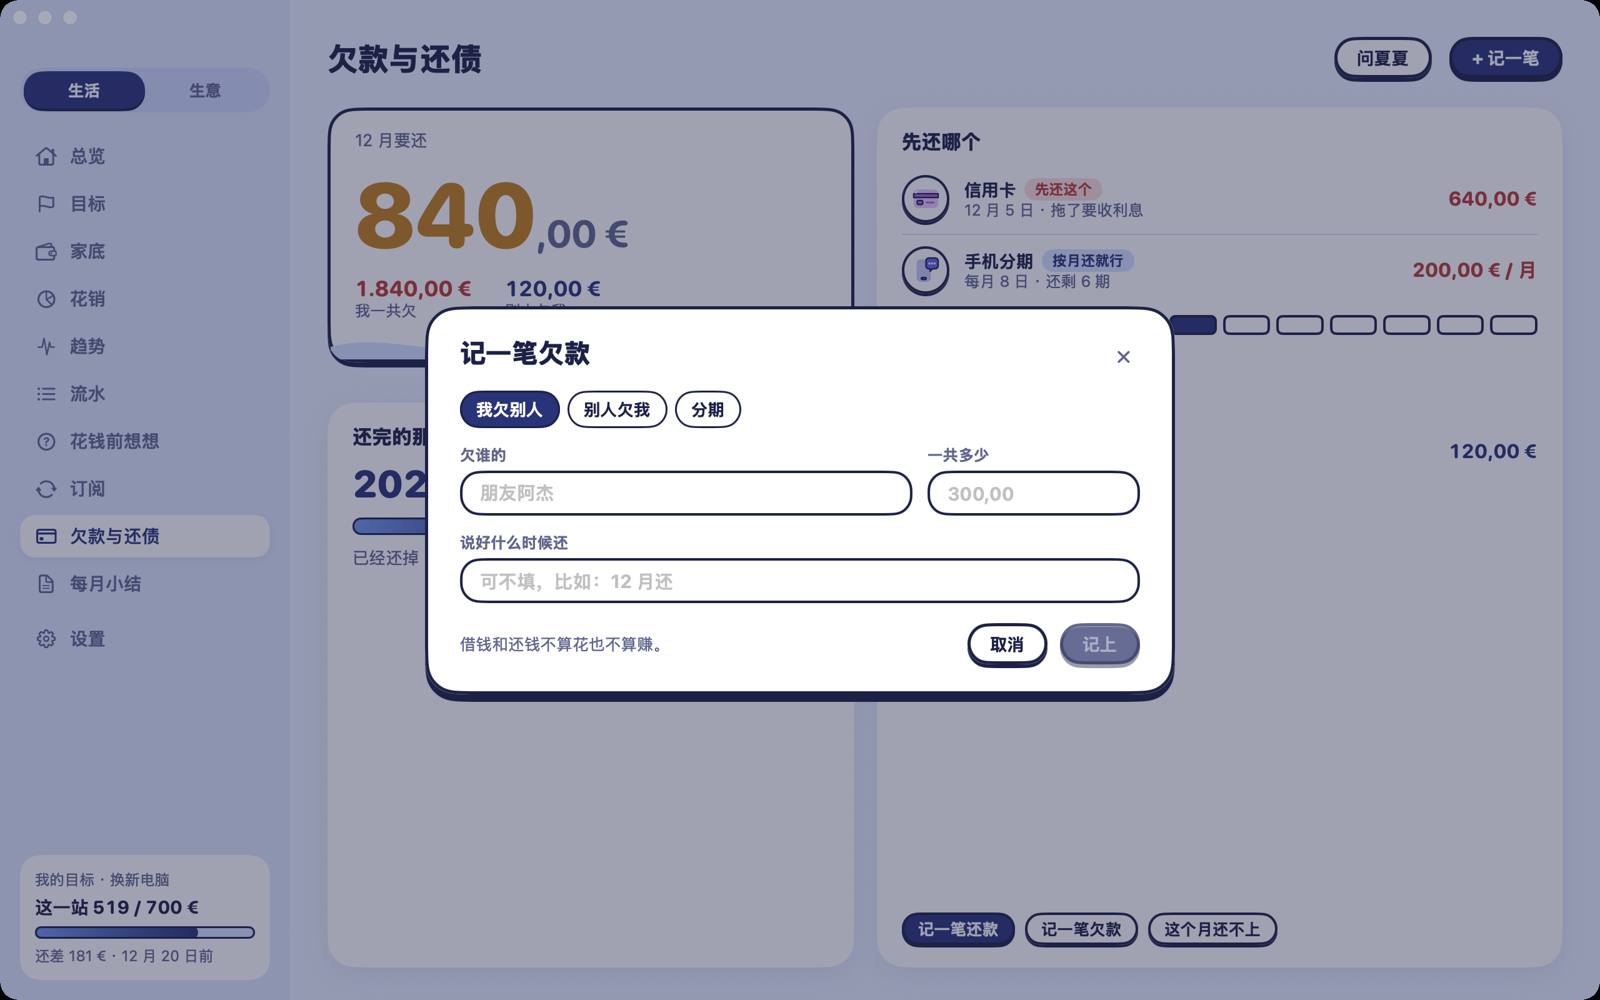 生活
生意
总览
目标
家底
花销
趋势
流水
花钱前想想
订阅
欠款与还债
每月小结
设置
我的目标 · 换新电脑
这一站 519 / 700 €
还差 181 € · 12 月 20 日前
欠款与还债
问夏夏
+ 记一笔
12 月要还
840,00 €
1.840,00 €
120,00 €
我一共欠
还完的那
202
已经还掉
先还哪个
信用卡
先还这个
12 月 5 日 · 拖了要收利息
640,00 €
手机分期
按月还就行
每月 8 日 · 还剩 6 期
200,00 € / 月
120,00 €
记一笔还款
记一笔欠款
这个月还不上
记一笔欠款
×
我欠别人
别人欠我
分期
欠谁的
一共多少
朋友阿杰
300,00
说好什么时候还
可不填，比如：12 月还
借钱和还钱不算花也不算赚。
取消
记上